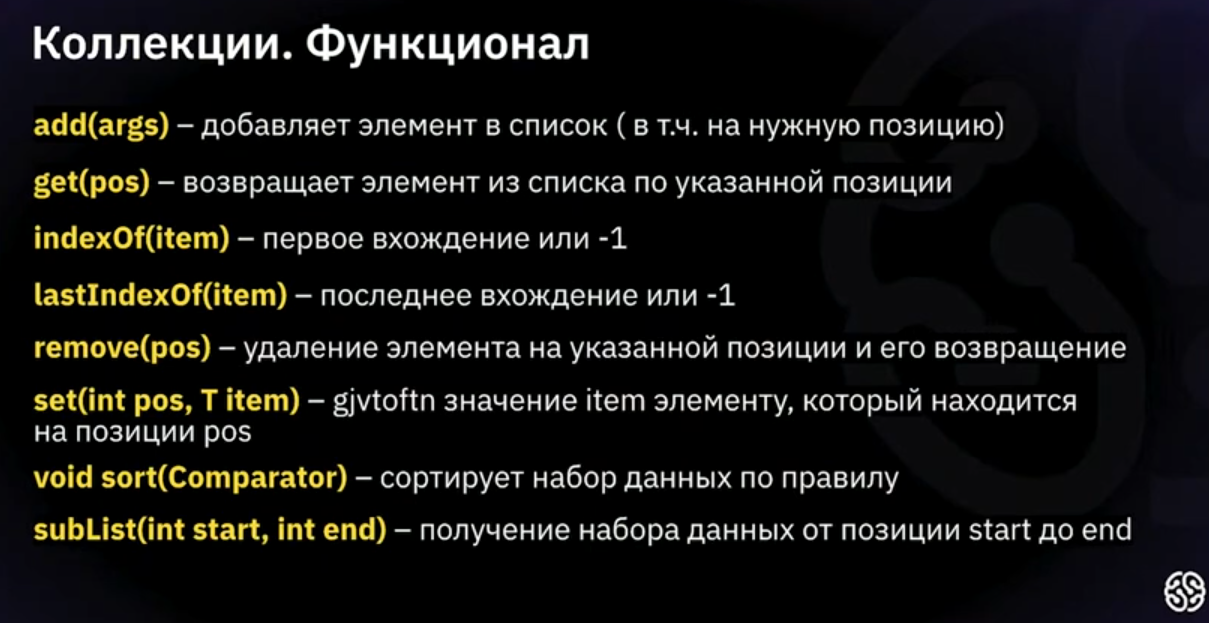 Коллекции. Функционал
add(args) – добавляет элемент в список ( в т.ч. на нужную позицию)
get(pos) – возвращает элемент из списка по указанной позиции
indexOf(item) – первое вхождение или -1
lastIndexOf(item) – последнее вхождение или -1
remove(pos) – удаление элемента на указанной позиции и его возвращение
set(int pos, T item) – gjvtoftn значение item элементу, который находится
на позиции pos
void sort(Comparator) – сортирует набор данных по правилу
subList(int start, int end) – получение набора данных от позиции start до end